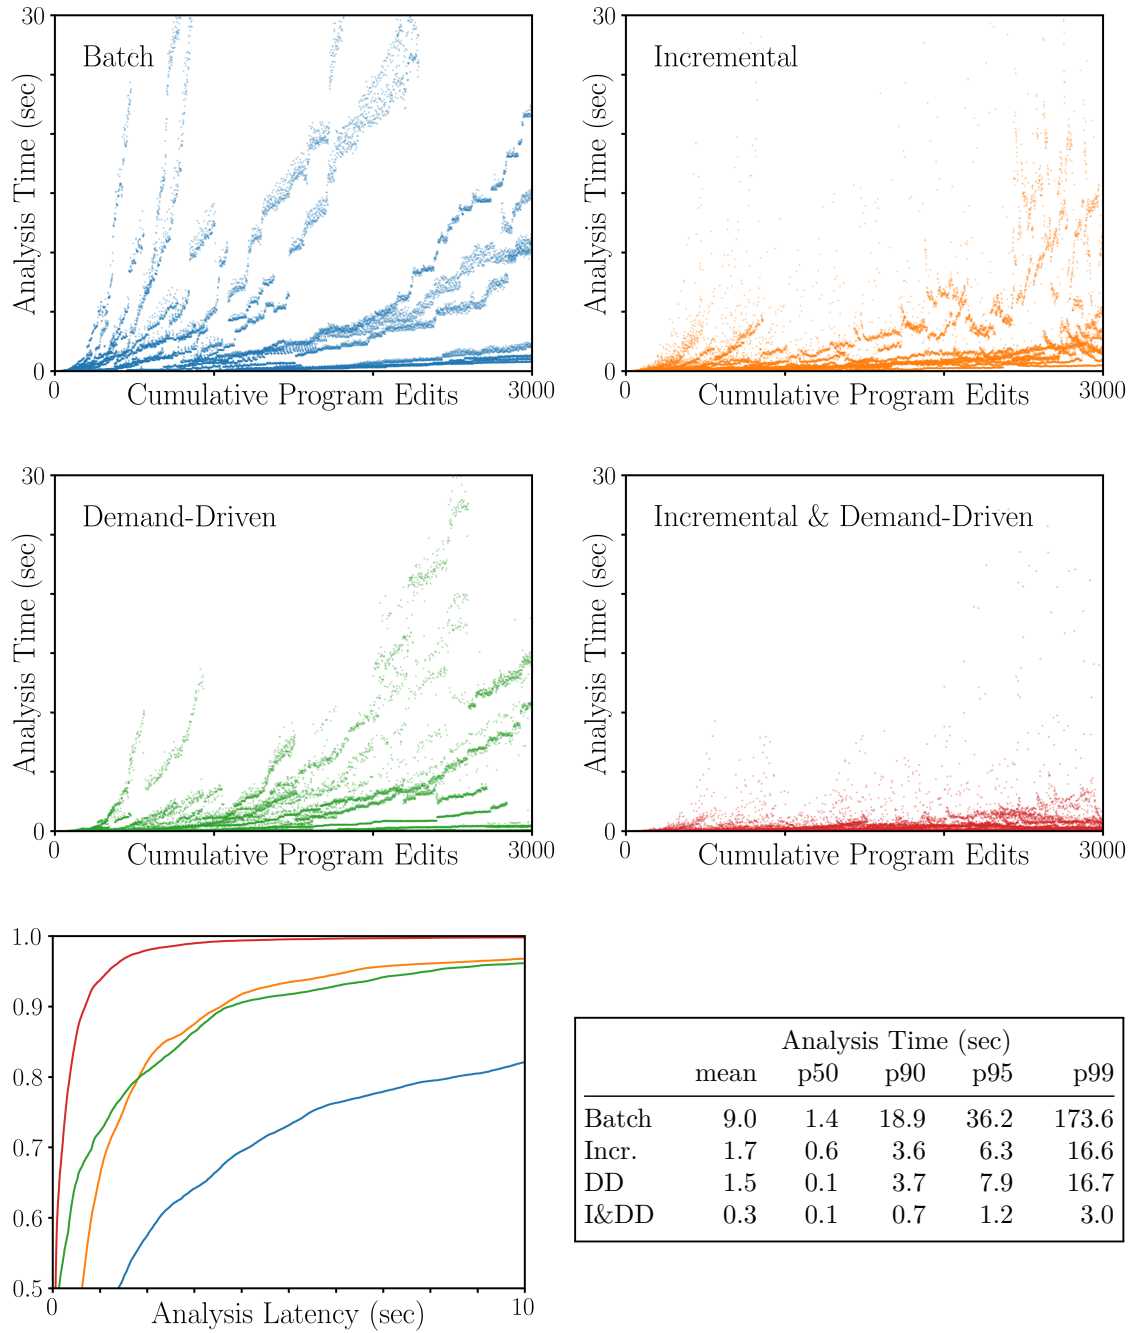 30
Batch
Analysis Time (sec)
0
0
Cumulative Program Edits
3000
30
Incremental
Analysis Time (sec)
0
0
Cumulative Program Edits
3000
30
Demand-Driven
Analysis Time (sec)
0
0
Cumulative Program Edits
3000
30
Incremental & Demand-Driven
Analysis Time (sec)
0
0
Cumulative Program Edits
3000
1.0
0.9
0.8
0.7
0.6
0.5
0
Analysis Latency (sec)
10
Analysis Time (sec)
mean p50 p90 p95 p99
Batch 9.0 1.4 18.9 36.2 173.6
Incr. 1.7 0.6 3.6 6.3 16.6
DD 1.5 0.1 3.7 7.9 16.7
I&DD 0.3 0.1 0.7 1.2 3.0